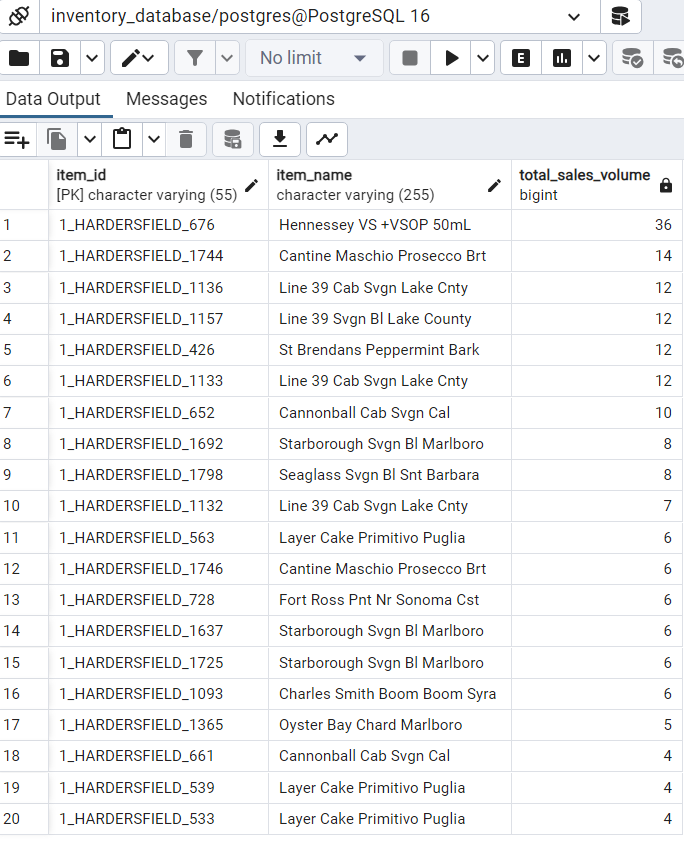 inventory_database/postgres@PostgreSQL 16
No limit
E
Data Output Messages Notifications
item_id item_name total_sales_volume
[PK] character varying (55) character varying (255) bigint
1 1_HARDERSFIELD_676 Hennessey VS +VSOP 50mL 36
2 1_HARDERSFIELD_1744 Cantine Maschio Prosecco Brt 14
3 1_HARDERSFIELD_1136 Line 39 Cab Svgn Lake Cnty 12
4 1_HARDERSFIELD_1157 Line 39 Svgn Bl Lake County 12
5 1_HARDERSFIELD_426 St Brendans Peppermint Bark 12
6 1_HARDERSFIELD_1133 Line 39 Cab Svgn Lake Cnty 12
7 1_HARDERSFIELD_652 Cannonball Cab Svgn Cal 10
8 1_HARDERSFIELD_1692 Starborough Svgn Bl Marlboro 8
9 1_HARDERSFIELD_1798 Seaglass Svgn Bl Snt Barbara 8
10 1_HARDERSFIELD_1132 Line 39 Cab Svgn Lake Cnty 7
11 1_HARDERSFIELD_563 Layer Cake Primitivo Puglia 6
12 1_HARDERSFIELD_1746 Cantine Maschio Prosecco Brt 6
13 1_HARDERSFIELD_728 Fort Ross Pnt Nr Sonoma Cst 6
14 1_HARDERSFIELD_1637 Starborough Svgn Bl Marlboro 6
15 1_HARDERSFIELD_1725 Starborough Svgn Bl Marlboro 6
16 1_HARDERSFIELD_1093 Charles Smith Boom Boom Syra 6
17 1_HARDERSFIELD_1365 Oyster Bay Chard Marlboro 5
18 1_HARDERSFIELD_661 Cannonball Cab Svgn Cal 4
19 1_HARDERSFIELD_539 Layer Cake Primitivo Puglia 4
20 1_HARDERSFIELD_533 Layer Cake Primitivo Puglia 4